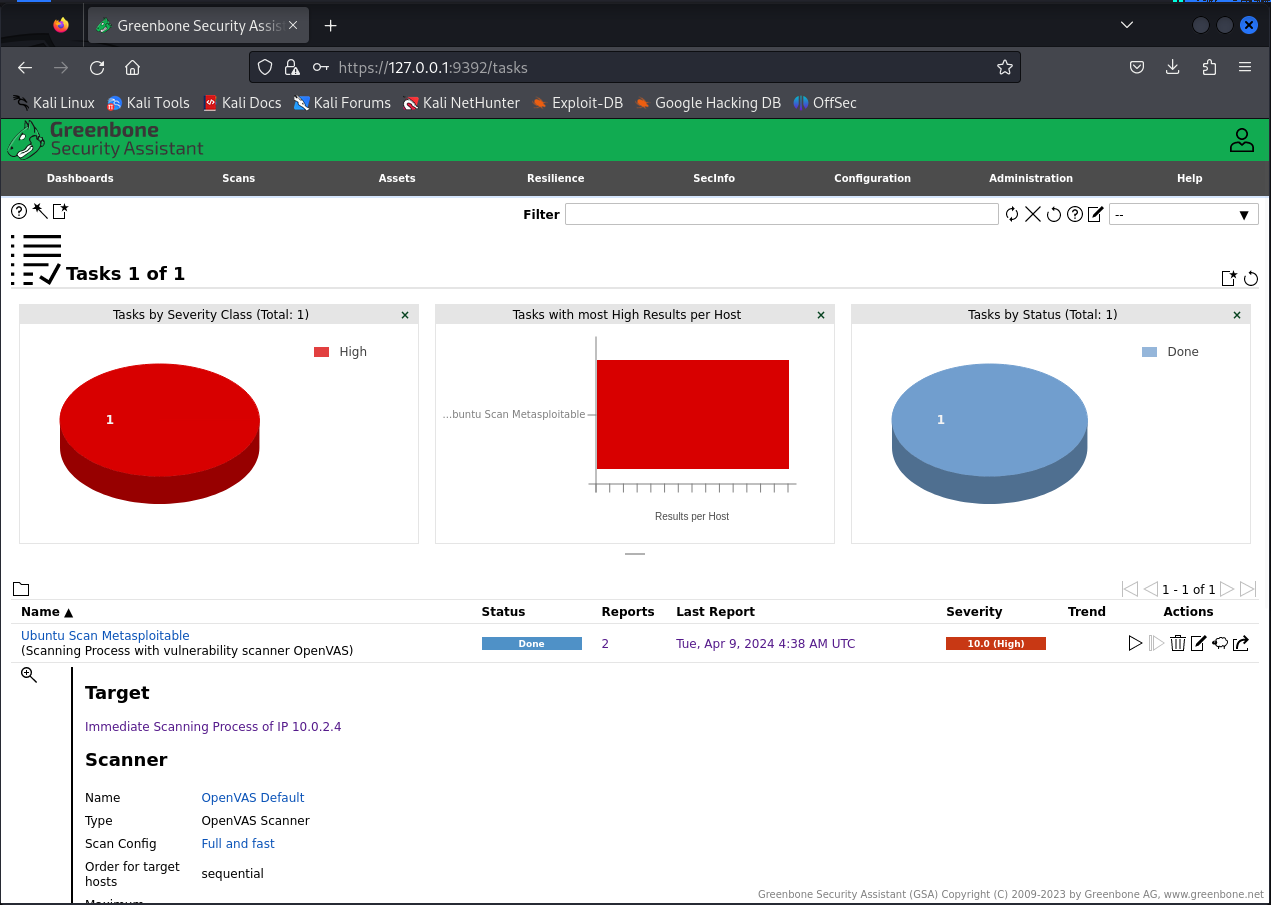 Greenbone Security Assis
https://127.0.0.1:9392/tasks
Kali Linux Kali Tools Kali Docs Kali Forums Kali NetHunter Exploit-DB Google Hacking DB OffSec
Greenbone
Security Assistant
Dashboards Scans Assets Resilience SecInfo Configuration Administration Help
Filter --
Tasks 1 of 1
Tasks by Severity Class (Total: 1)
High
1
Tasks with most High Results per Host
...buntu Scan Metasploitable
Results per Host
Tasks by Status (Total: 1)
Done
1
1 - 1 of 1
Name ▲ Status Reports Last Report Severity Trend Actions
Ubuntu Scan Metasploitable Done 2 Tue, Apr 9, 2024 4:38 AM UTC 10.0 (High)
(Scanning Process with vulnerability scanner OpenVAS)
Target
Immediate Scanning Process of IP 10.0.2.4
Scanner
Name OpenVAS Default
Type OpenVAS Scanner
Scan Config Full and fast
Order for target
hosts sequential
Maximum
Greenbone Security Assistant (GSA) Copyright (C) 2009-2023 by Greenbone AG, www.greenbone.net